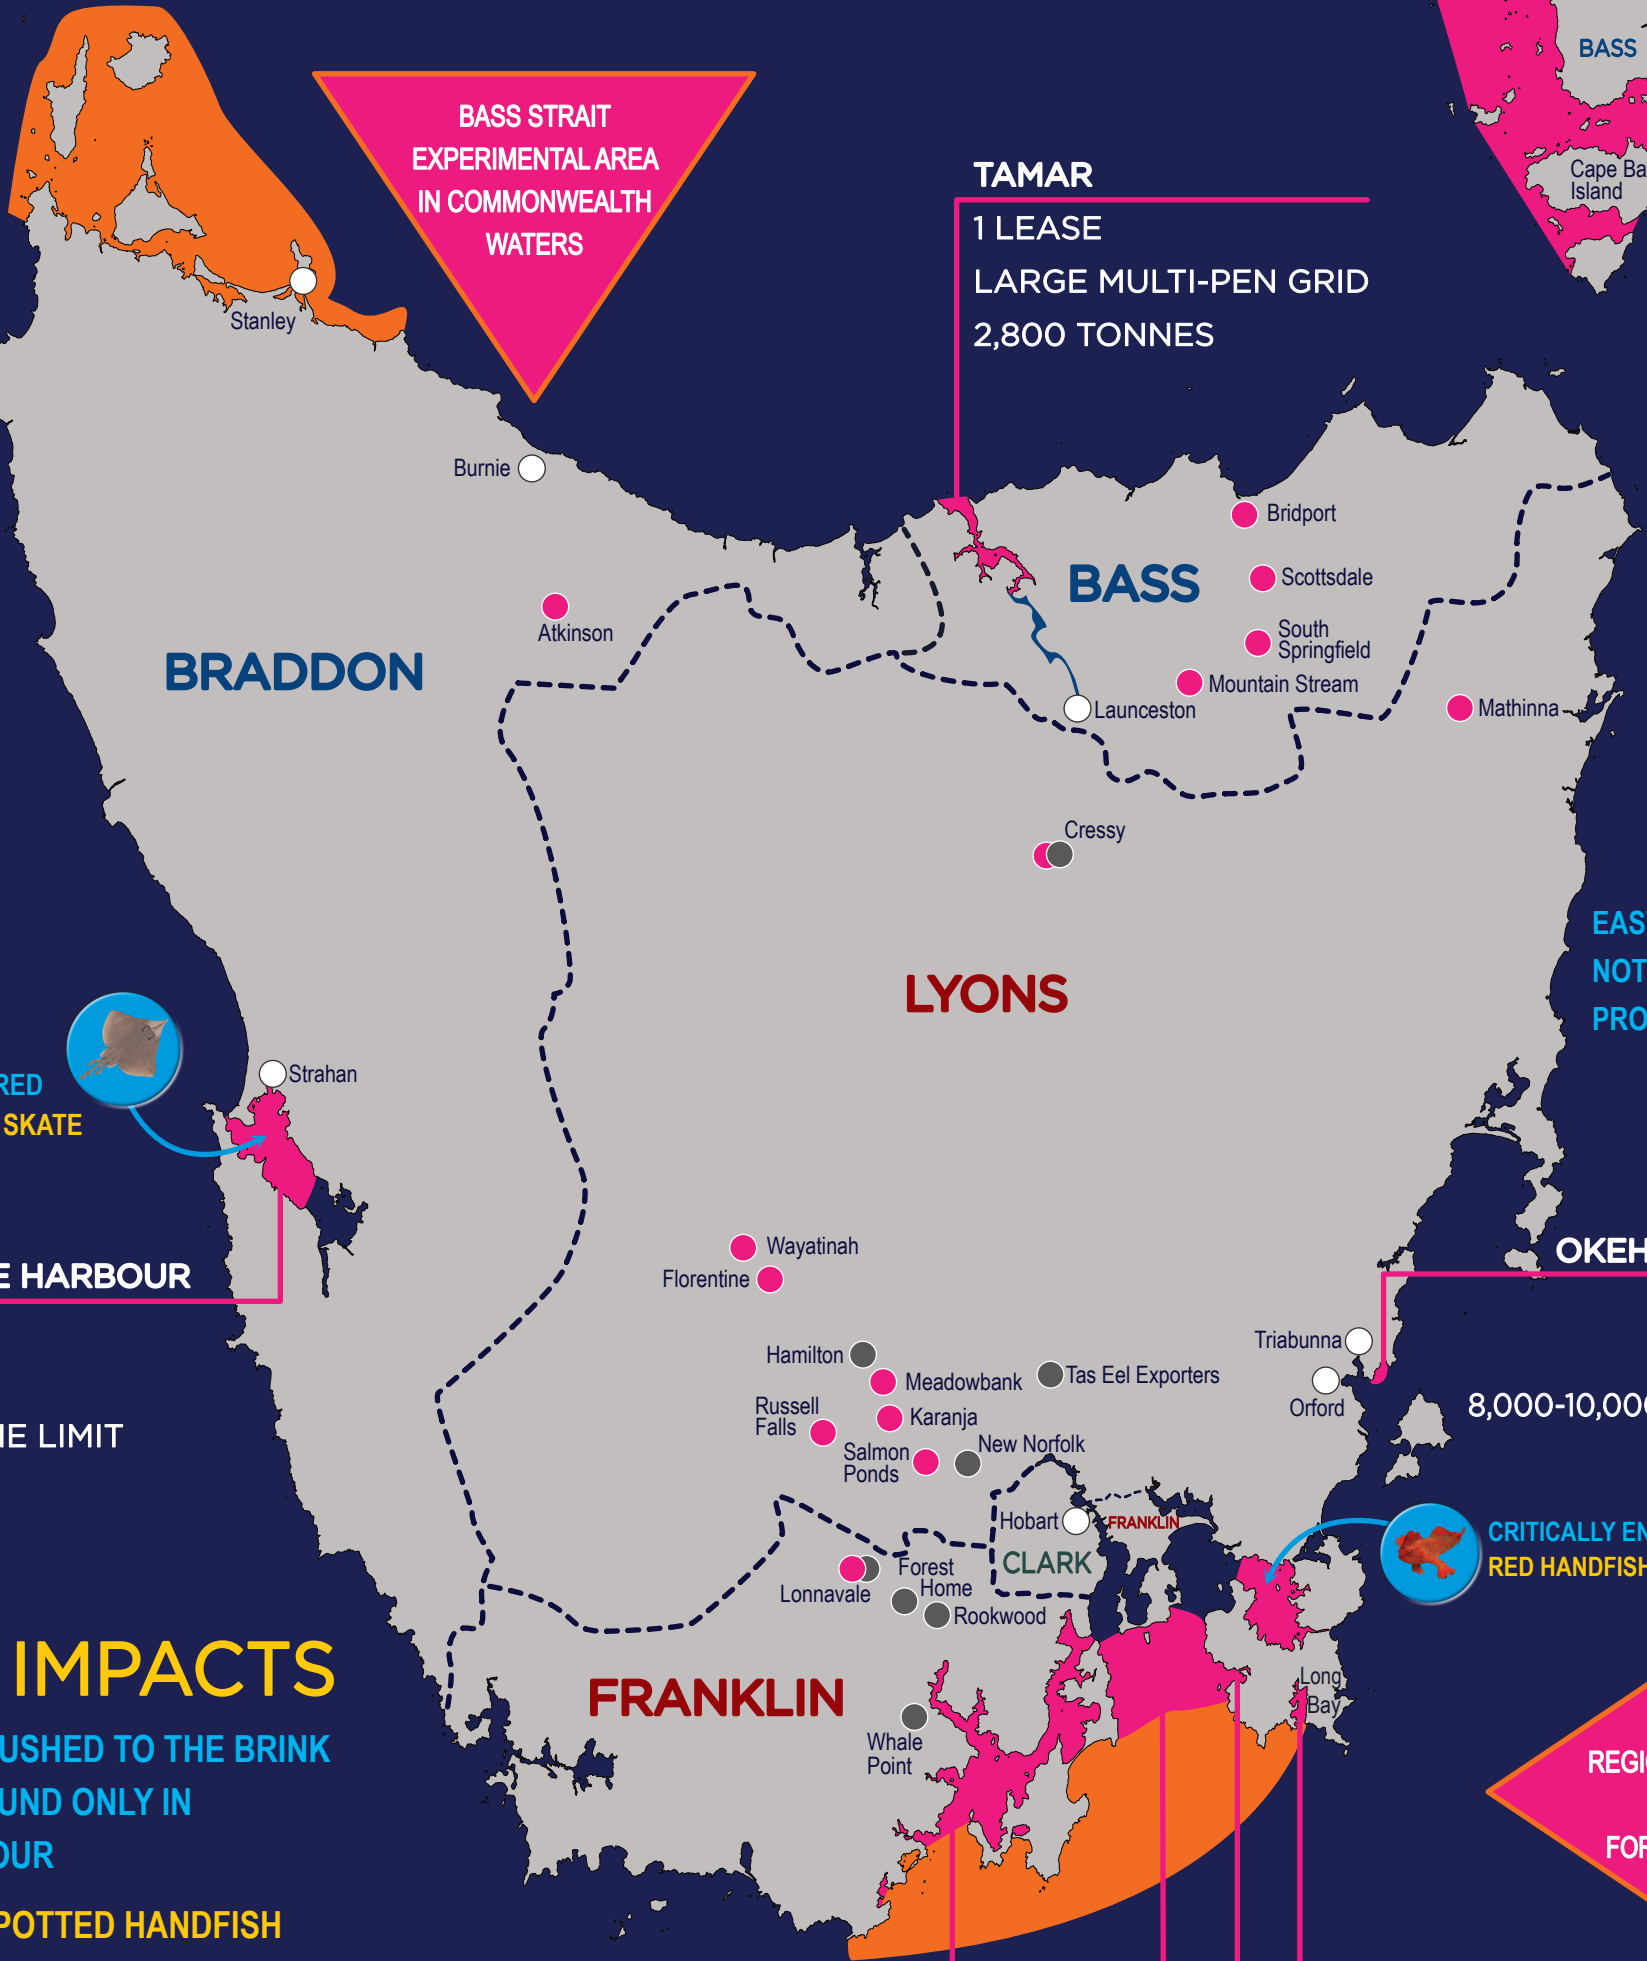 BASS
BASS STRAIT
EXPERIMENTAL AREA
IN COMMONWEALTH
WATERS
TAMAR
1 LEASE
LARGE MULTI-PEN GRID
2,800 TONNES
Cape Ba
Island
Stanley
Burnie
Bridport
BASS
Scottsdale
Atkinson
South
Springfield
BRADDON
Mountain Stream
Launceston
Mathinna
Cressy
EAS
NOT
PRO
LYONS
Strahan
RED
SKATE
Wayatinah
Florentine
E HARBOUR
OKEH
Triabunna
Hamilton
Meadowbank
Tas Eel Exporters
Orford
8,000-10,000
Russell
Falls
Karanja
NE LIMIT
Salmon
Ponds
New Norfolk
Hobart
FRANKLIN
CRITICALLY EN
RED HANDFISH
CLARK
Forest
Home
Lonnavale
Rookwood
IMPACTS
FRANKLIN
Long
Bay
Whale
Point
USHED TO THE BRINK
UND ONLY IN
OUR
REGI
FOR
POTTED HANDFISH